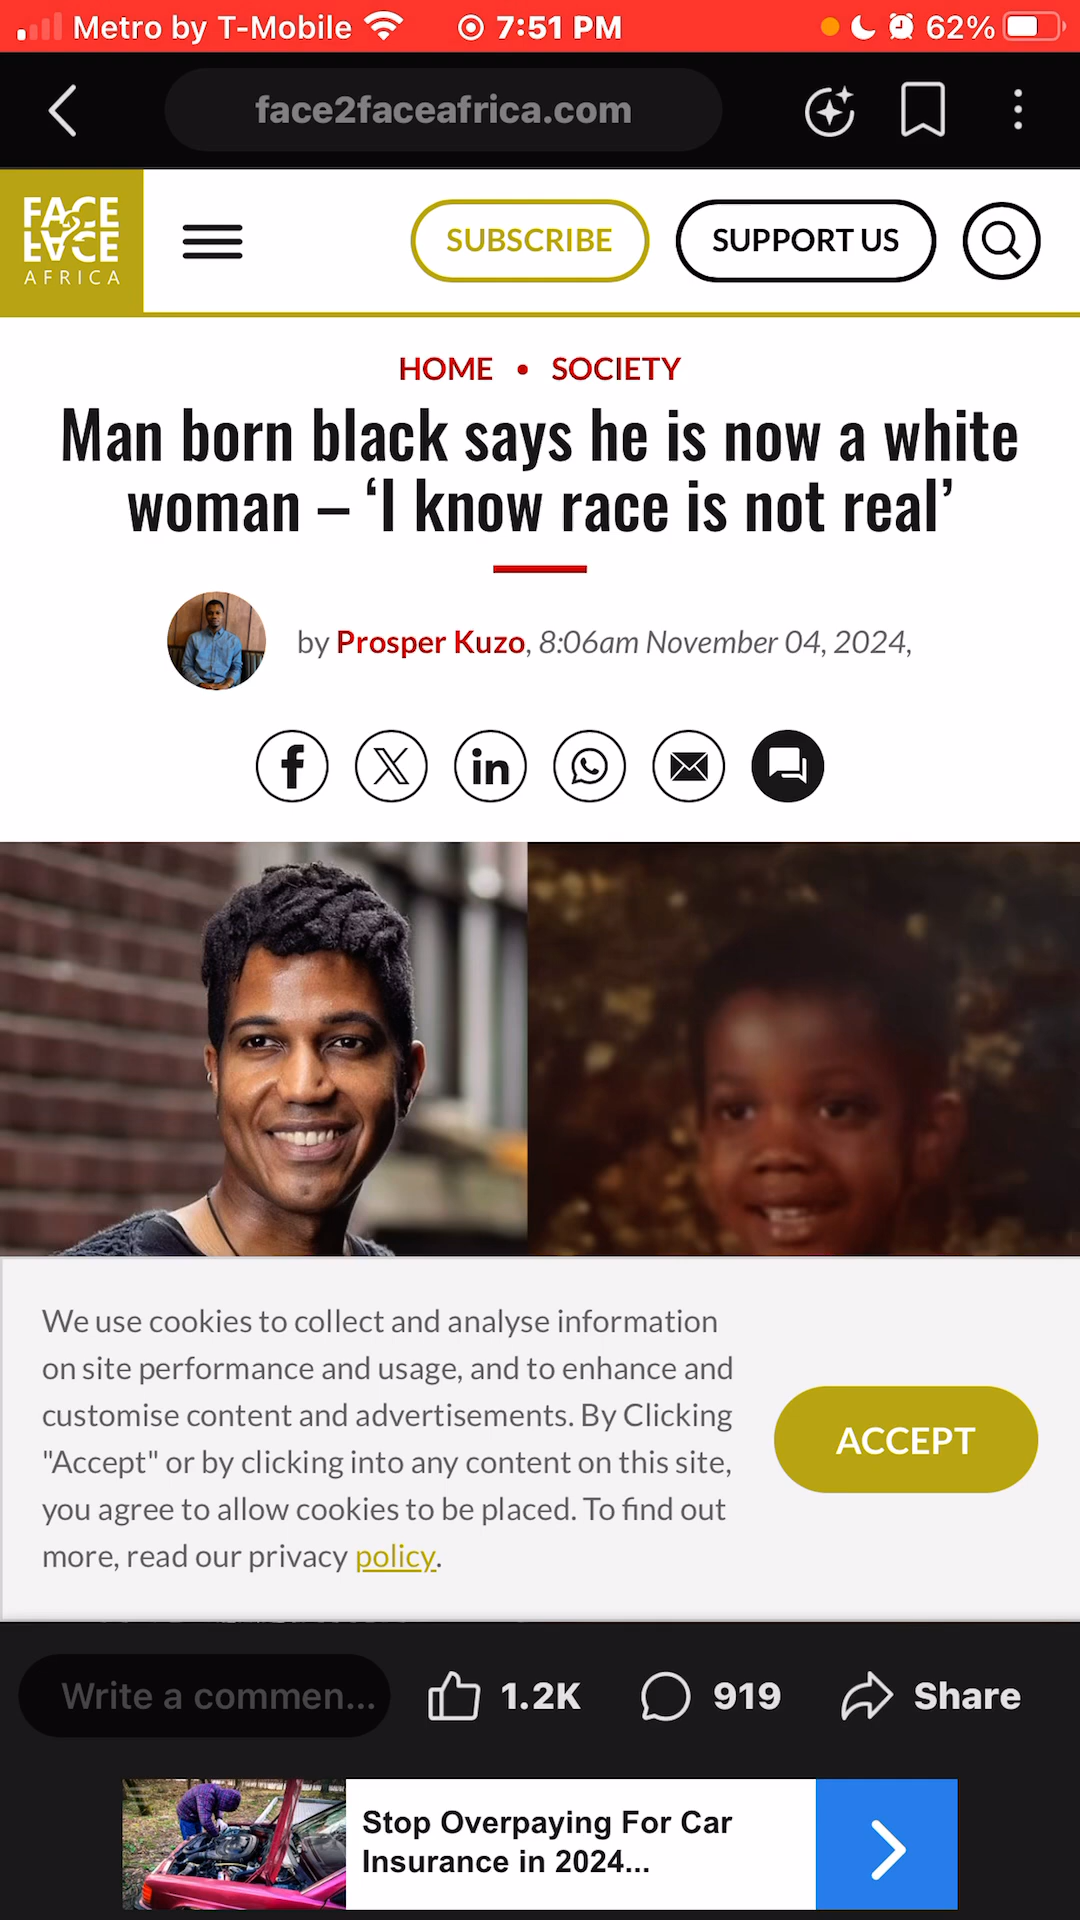 Metro by T-Mobile 7:51 PM 62%
face2faceafrica.com
FACE
2
FACE
AFRICA
SUBSCRIBE
SUPPORT US
HOME • SOCIETY
Man born black says he is now a white
woman – ‘I know race is not real’
by Prosper Kuzo, 8:06am November 04, 2024,
We use cookies to collect and analyse information
on site performance and usage, and to enhance and
customise content and advertisements. By Clicking
"Accept" or by clicking into any content on this site,
you agree to allow cookies to be placed. To find out
more, read our privacy policy.
ACCEPT
Write a commen...
1.2K
919
Share
Stop Overpaying For Car
Insurance in 2024...